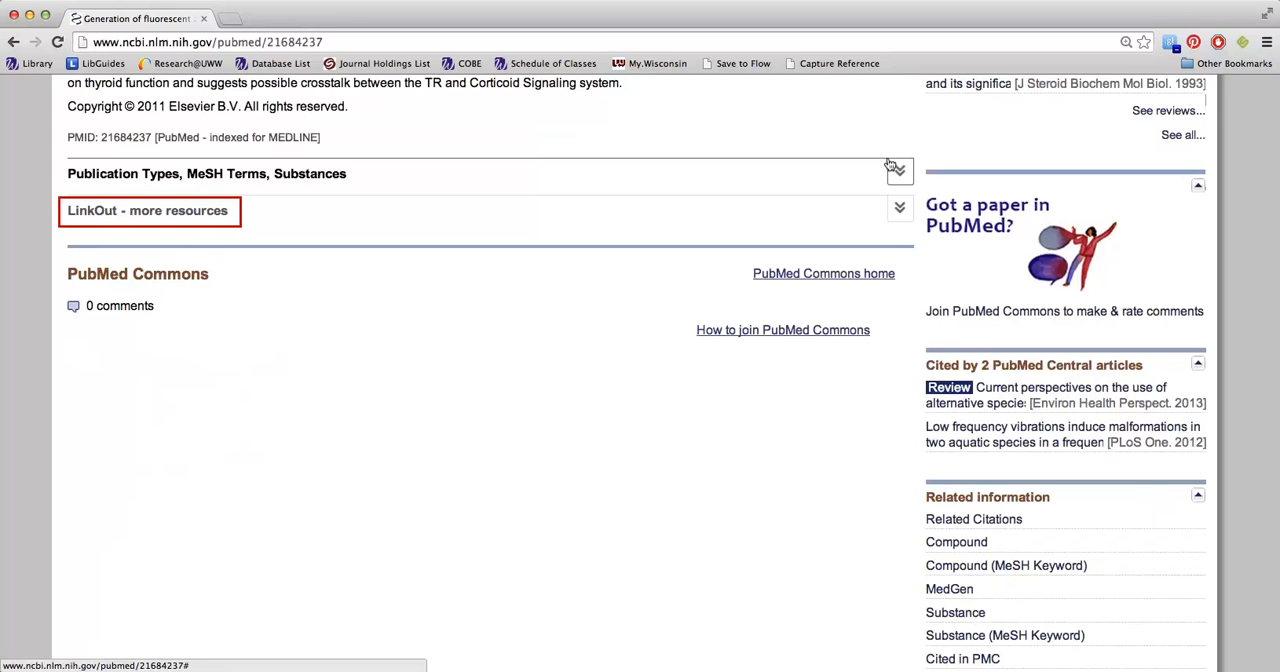 Generation of fluorescent
www.ncbi.nlm.nih.gov/pubmed/21684237
Library LibGuides Research@UWW Database List Journal Holdings List COBE Schedule of Classes My.Wisconsin Save to Flow Capture Reference Other Bookmarks
on thyroid function and suggests possible crosstalk between the TR and Corticoid Signaling system.
Copyright © 2011 Elsevier B.V. All rights reserved.
PMID: 21684237 [PubMed - indexed for MEDLINE]
Publication Types, MeSH Terms, Substances
LinkOut - more resources
PubMed Commons
PubMed Commons home
0 comments
How to join PubMed Commons
and its significa [J Steroid Biochem Mol Biol. 1993]
See reviews...
See all...
Got a paper in
PubMed?
Join PubMed Commons to make & rate comments
Cited by 2 PubMed Central articles
Review Current perspectives on the use of
alternative specie: [Environ Health Perspect. 2013]
Low frequency vibrations induce malformations in
two aquatic species in a frequen [PLoS One. 2012]
Related information
Related Citations
Compound
Compound (MeSH Keyword)
MedGen
Substance
Substance (MeSH Keyword)
Cited in PMC
www.ncbi.nlm.nih.gov/pubmed/21684237#